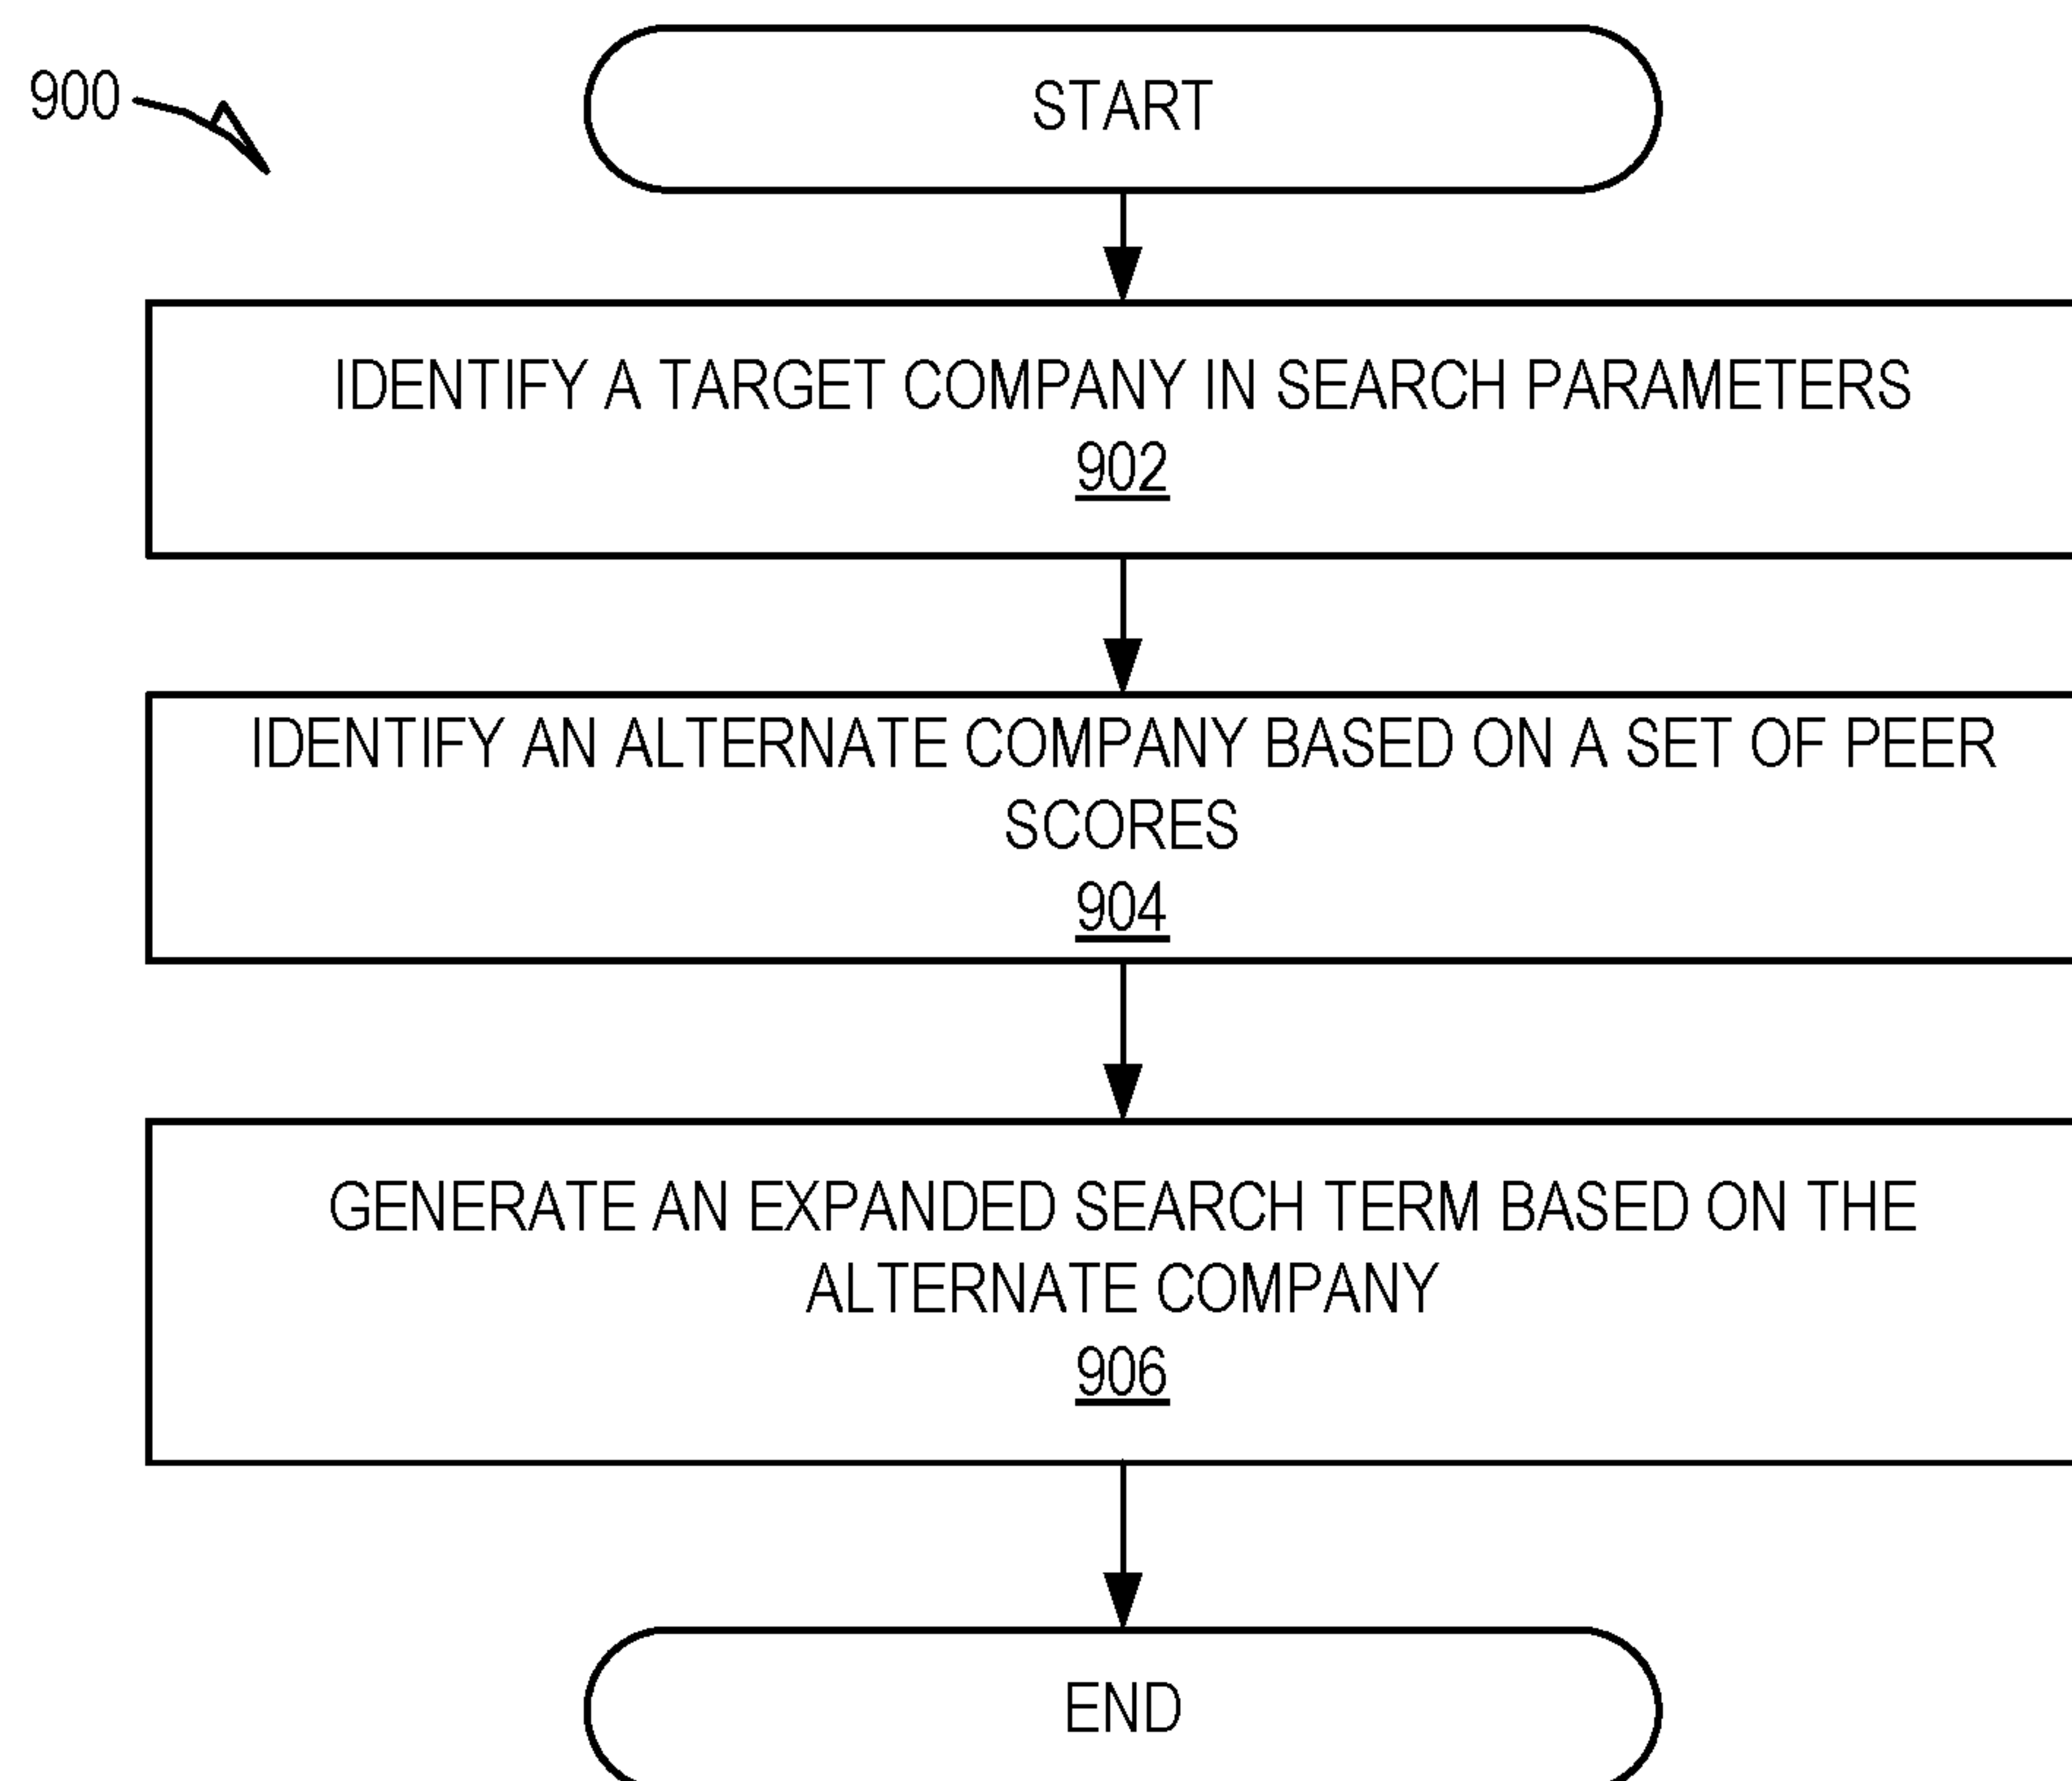 900
START
IDENTIFY A TARGET COMPANY IN SEARCH PARAMETERS
902
IDENTIFY AN ALTERNATE COMPANY BASED ON A SET OF PEER
SCORES
904
GENERATE AN EXPANDED SEARCH TERM BASED ON THE
ALTERNATE COMPANY
906
END